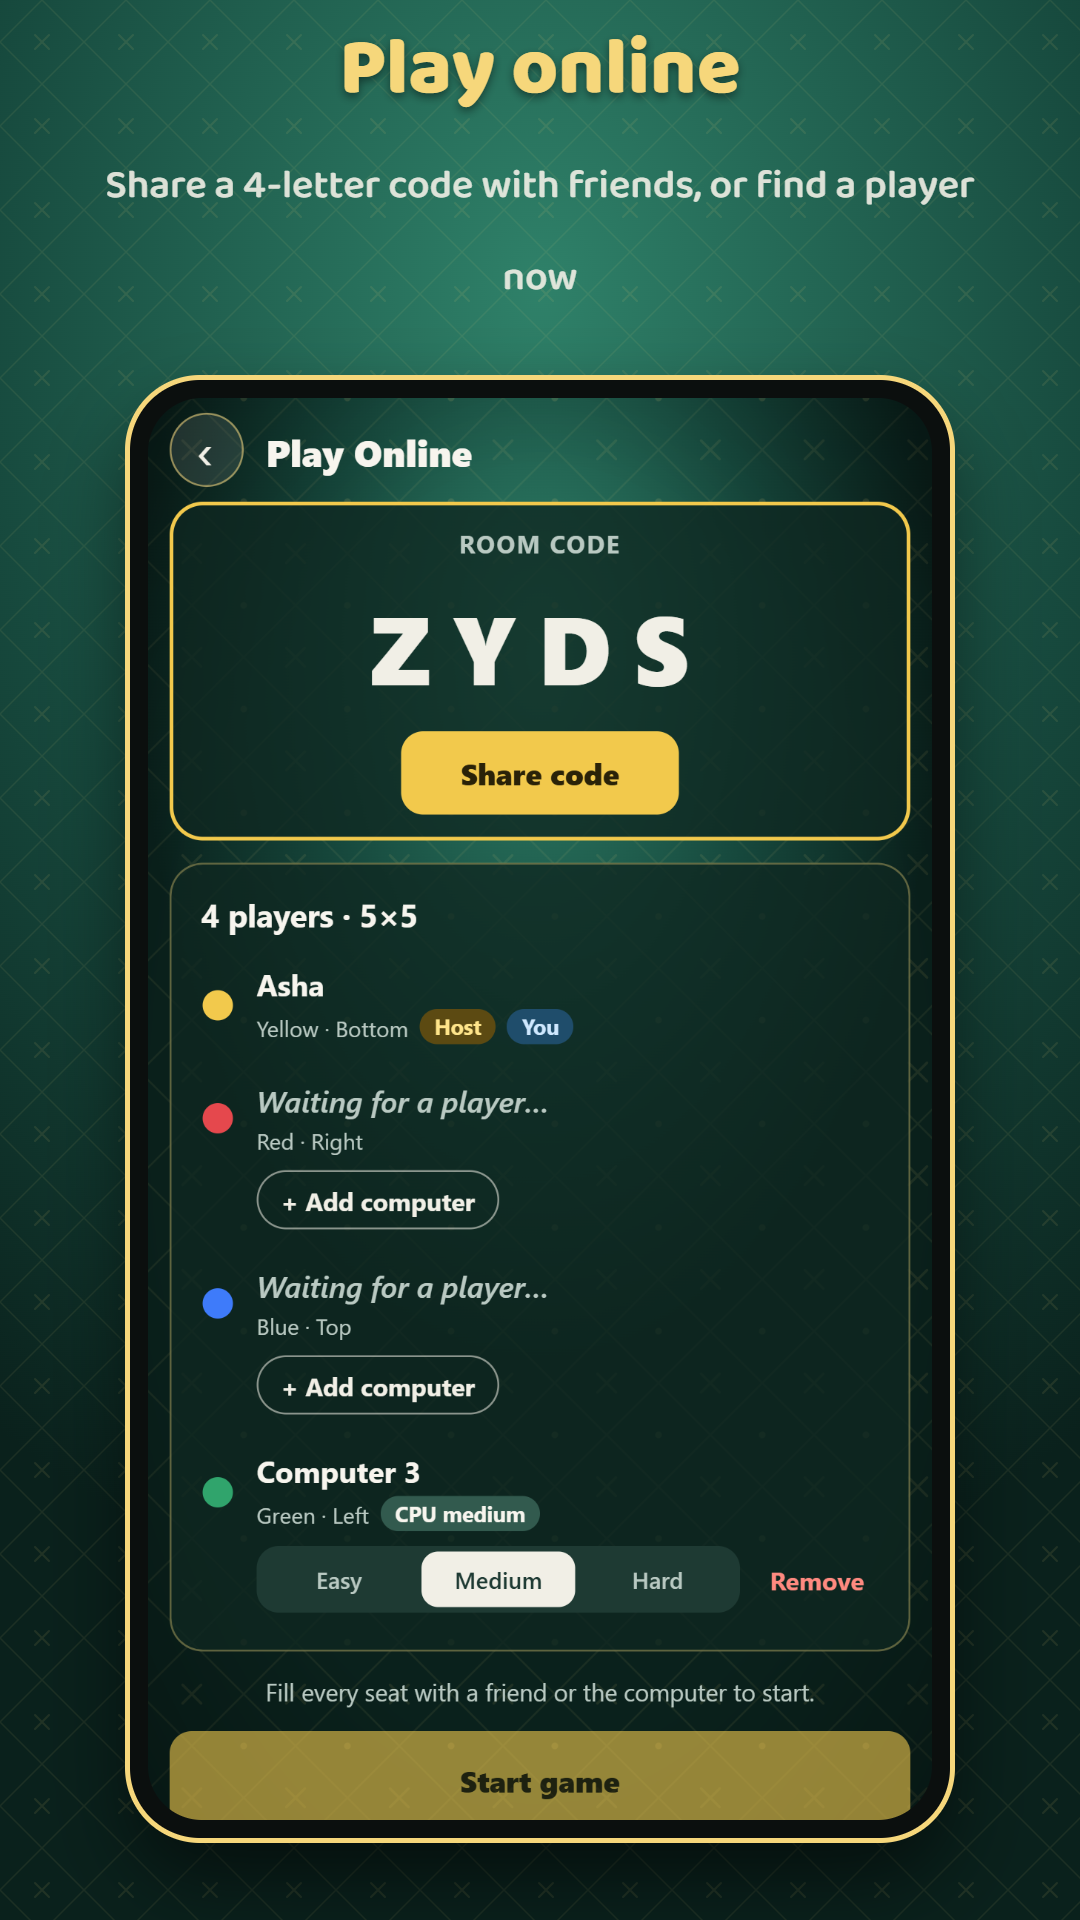 Play online
Share a 4-letter code with friends, or find a player
now
‹ Play Online
ROOM CODE
ZYDS
Share code
4 players · 5×5
Asha
Yellow · Bottom Host You
Waiting for a player...
Red · Right
+ Add computer
Waiting for a player...
Blue · Top
+ Add computer
Computer 3
Green · Left CPU medium
Easy Medium Hard Remove
Fill every seat with a friend or the computer to start.
Start game